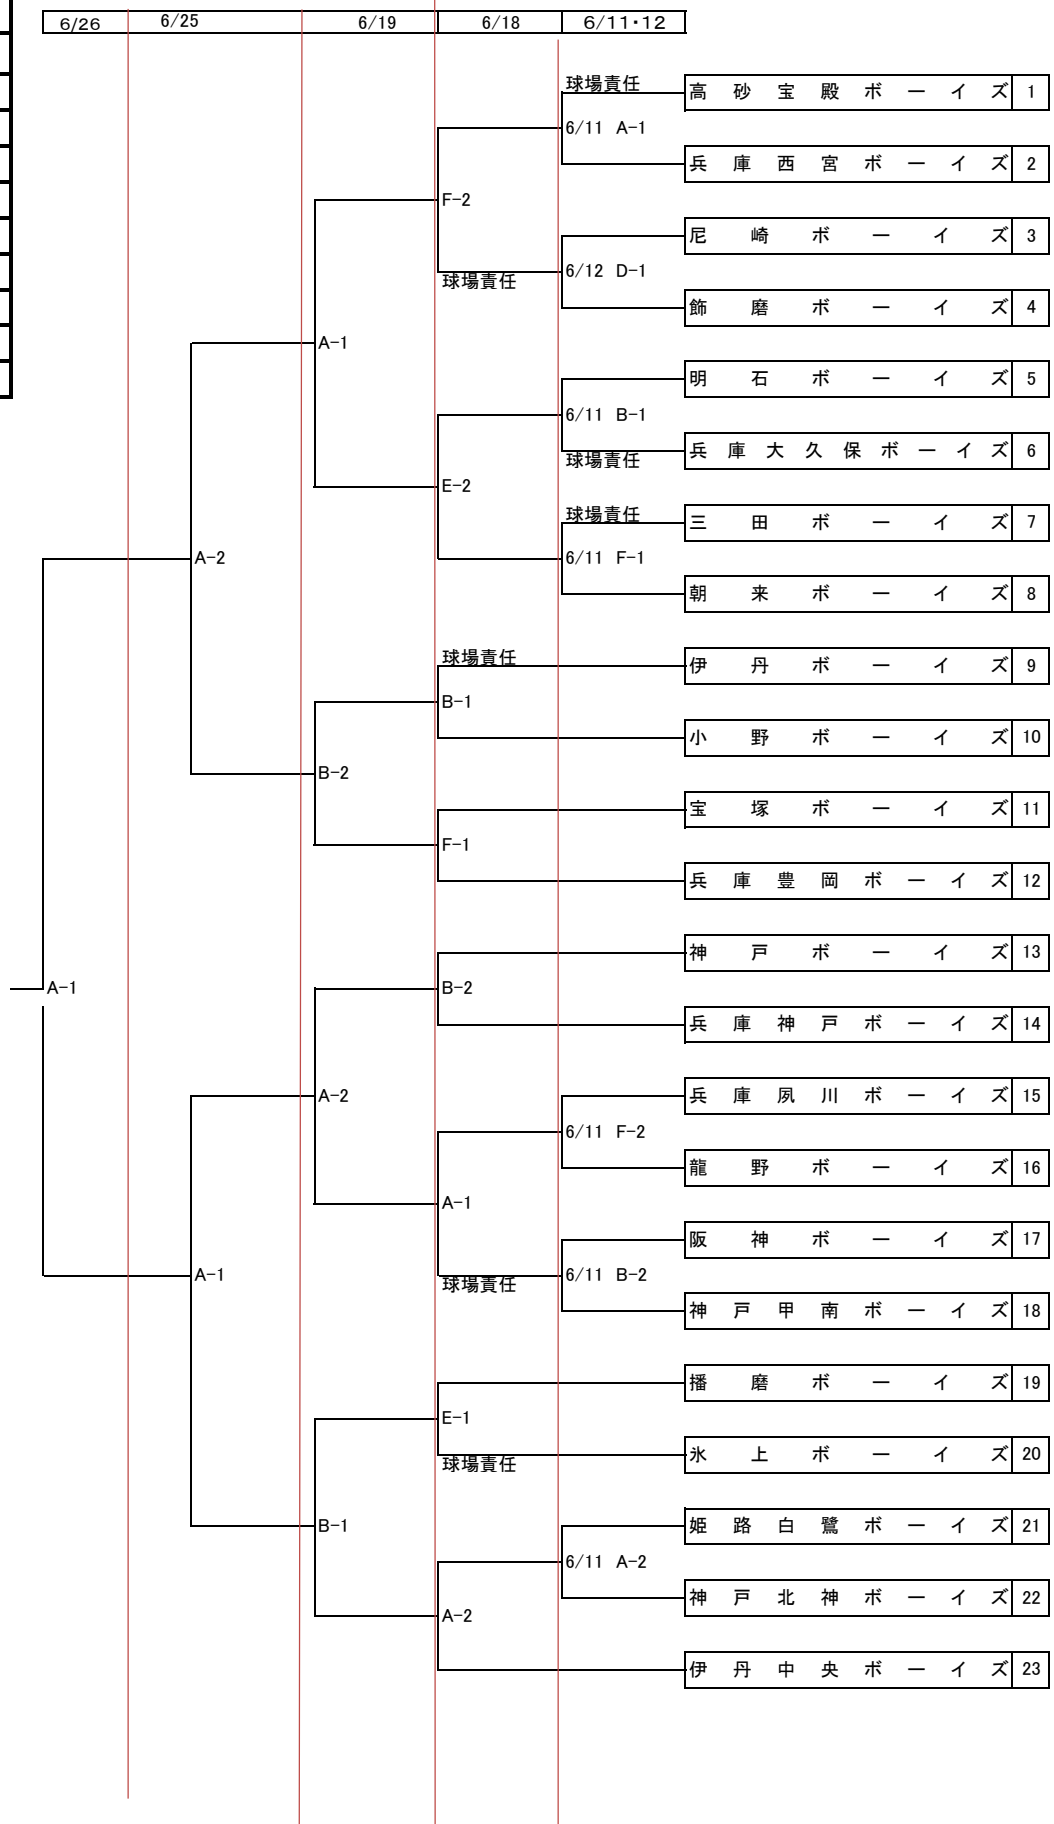 6/26 6/25 6/19 6/18 6/11・12
球場責任
高砂宝殿ボーイズ 1
6/11 A-1
兵庫西宮ボーイズ 2
F-2
尼崎ボーイズ 3
6/12 D-1
球場責任
飾磨ボーイズ 4
A-1
明石ボーイズ 5
6/11 B-1
兵庫大久保ボーイズ 6
球場責任
E-2
球場責任
三田ボーイズ 7
A-2
6/11 F-1
朝来ボーイズ 8
球場責任
伊丹ボーイズ 9
B-1
小野ボーイズ 10
B-2
宝塚ボーイズ 11
F-1
兵庫豊岡ボーイズ 12
神戸ボーイズ 13
A-1
B-2
兵庫神戸ボーイズ 14
A-2
兵庫夙川ボーイズ 15
6/11 F-2
龍野ボーイズ 16
A-1
阪神ボーイズ 17
A-1
6/11 B-2
球場責任
神戸甲南ボーイズ 18
播磨ボーイズ 19
E-1
氷上ボーイズ 20
球場責任
B-1
姫路白鷺ボーイズ 21
6/11 A-2
神戸北神ボーイズ 22
A-2
伊丹中央ボーイズ 23